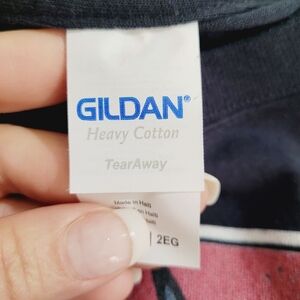 GILDAN®
Heavy Cotton
TearAway
Made in Haiti
2EG